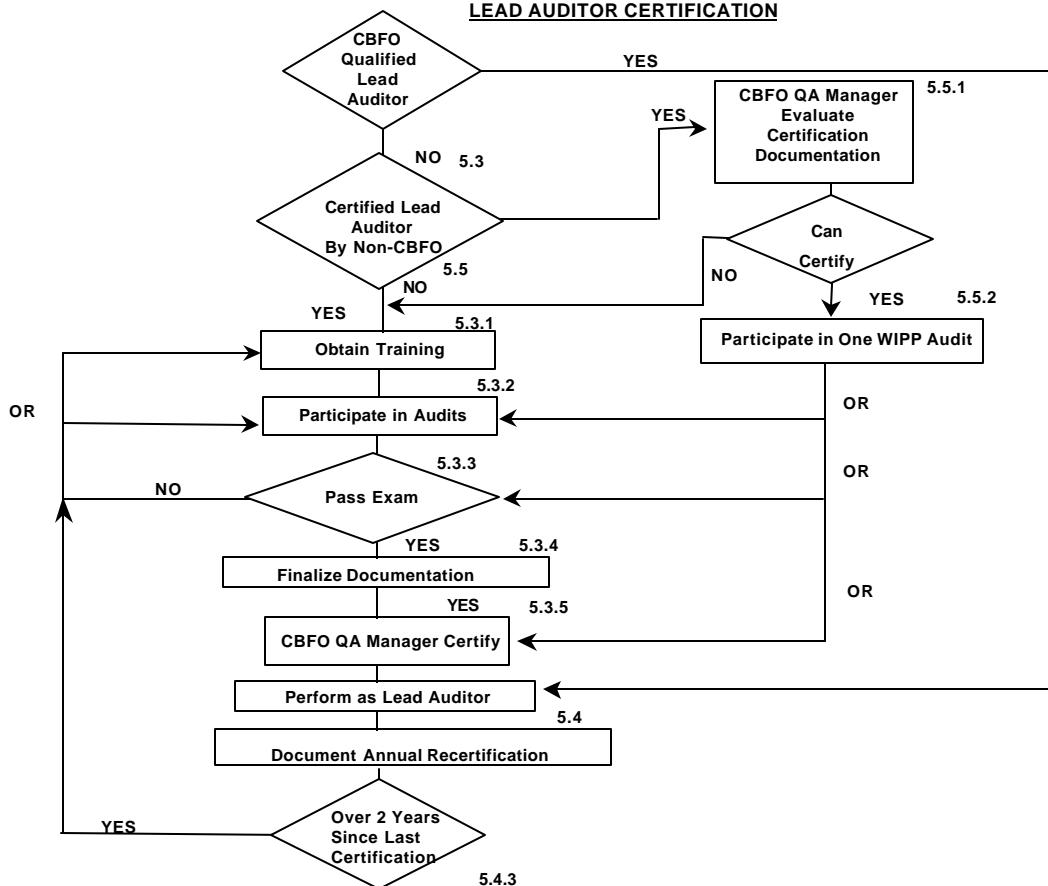 LEAD AUDITOR CERTIFICATION
CBFO
Qualified
Lead
Auditor
YES
5.5.1
CBFO QA Manager
Evaluate
Certification
Documentation
YES
NO
5.3
Certified Lead
Auditor
By Non-CBFO
5.5
Can
Certify
NO
NO
YES
5.5.2
YES
5.3.1
Obtain Training
Participate in One WIPP Audit
5.3.2
OR
Participate in Audits
OR
5.3.3
OR
NO
Pass Exam
YES
5.3.4
Finalize Documentation
OR
YES
5.3.5
CBFO QA Manager Certify
Perform as Lead Auditor
5.4
Document Annual Recertification
YES
Over 2 Years
Since Last
Certification
5.4.3